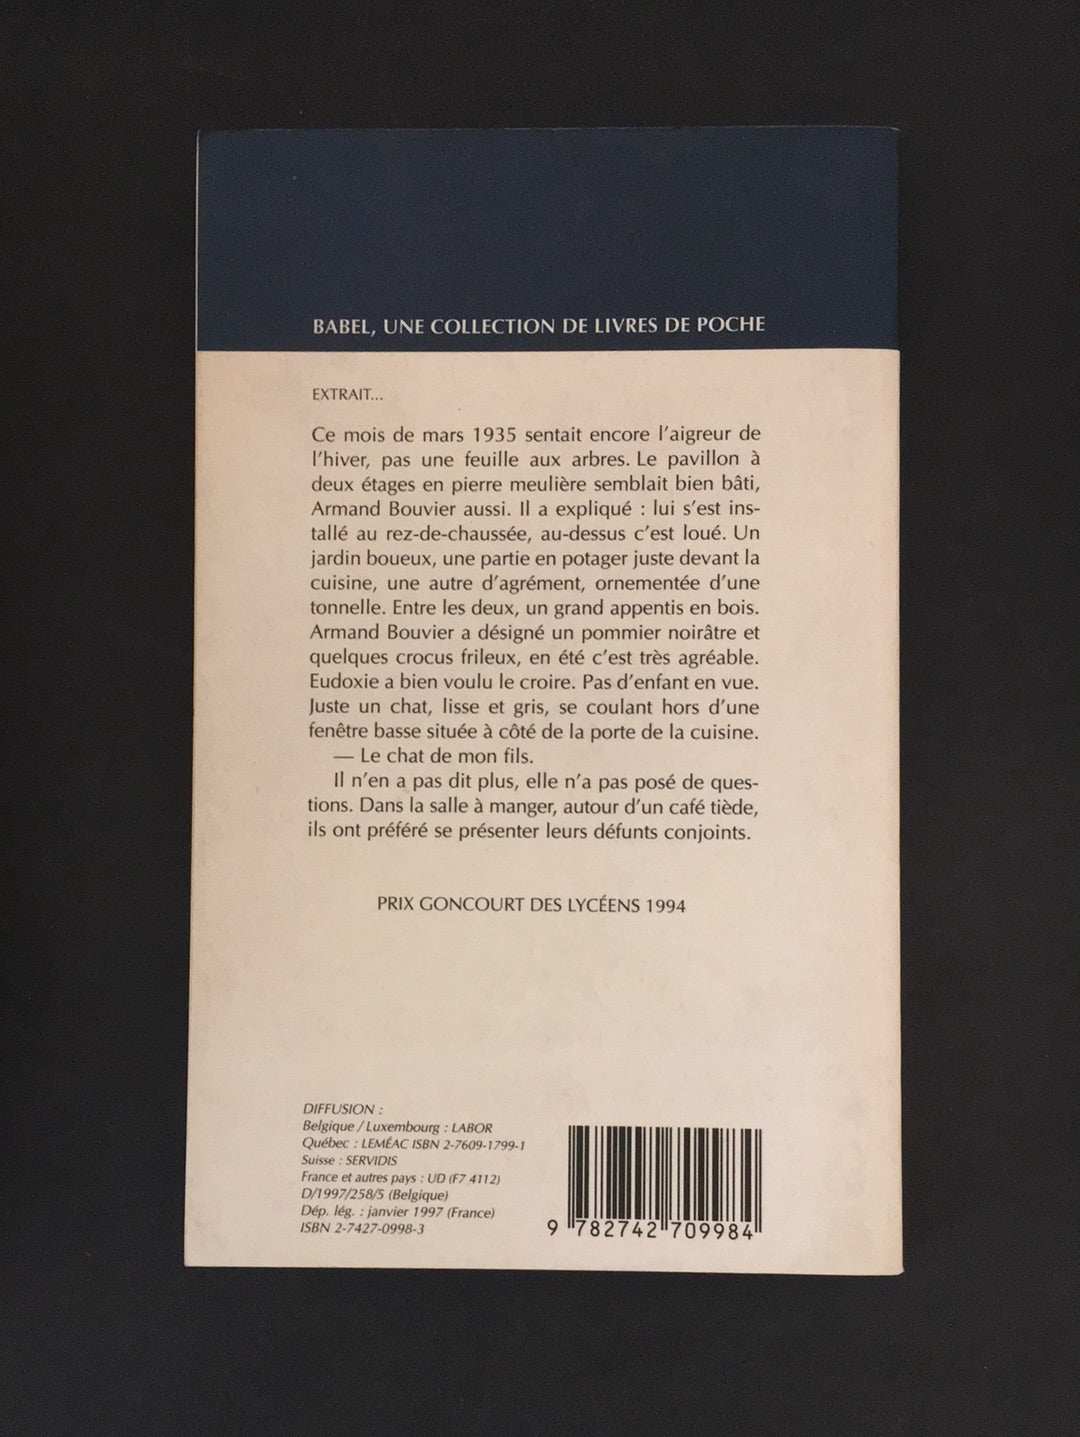 BABEL, UNE COLLECTION DE LIVRES DE POCHE
EXTRAIT...
Ce mois de mars 1935 sentait encore l'aigreur de
l'hiver, pas une feuille aux arbres. Le pavillon à
deux étages en pierre meulière semblait bien bâti,
Armand Bouvier aussi. Il a expliqué : lui s'est ins-
tallé au rez-de-chaussée, au-dessus c'est loué. Un
jardin boueux, une partie en potager juste devant la
cuisine, une autre d'agrément, ornementée d'une
tonnelle. Entre les deux, un grand appentis en bois.
Armand Bouvier a désigné un pommier noirâtre et
quelques crocus frileux, en été c'est très agréable.
Eudoxie a bien voulu le croire. Pas d'enfant en vue.
Juste un chat, lisse et gris, se coulant hors d'une
fenêtre basse située à côté de la porte de la cuisine.
— Le chat de mon fils.
Il n'en a pas dit plus, elle n'a pas posé de ques-
tions. Dans la salle à manger, autour d'un café tiède,
ils ont préféré se présenter leurs défunts conjoints.
PRIX GONCOURT DES LYCÉENS 1994
DIFFUSION :
Belgique / Luxembourg : LABOR
Québec : LEMÉAC ISBN 2-7609-1799-1
Suisse : SERVIDIS
France et autres pays : UD (F7 4112)
D/1997/258/5 (Belgique)
Dép. lég. : janvier 1997 (France)
ISBN 2-7427-0998-3
9 782742 709984